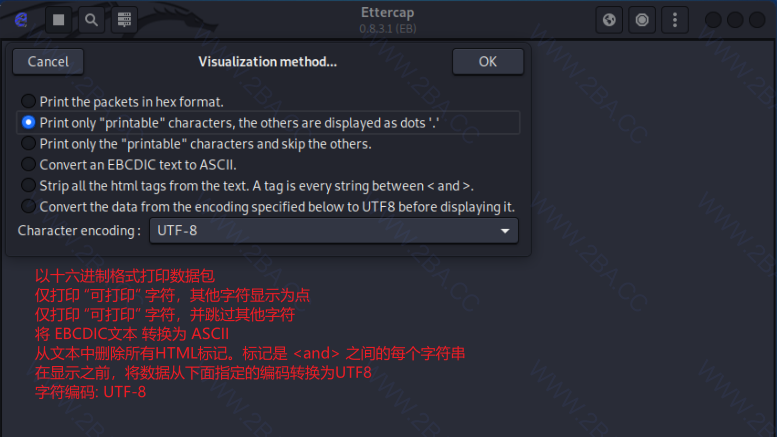 Ettercap
0.8.3.1 (EB)
Cancel
Visualization method...
OK
Print the packets in hex format.
Print only "printable" characters, the others are displayed as dots '.'
Print only the "printable" characters and skip the others.
Convert an EBCDIC text to ASCII.
Strip all the html tags from the text. A tag is every string between < and >.
Convert the data from the encoding specified below to UTF8 before displaying it.
Character encoding :
UTF-8
以十六进制格式打印数据包
仅打印 “可打印” 字符，其他字符显示为点
仅打印 “可打印” 字符，并跳过其他字符
将 EBCDIC文本 转换为 ASCII
从文本中删除所有HTML标记。标记是 <and> 之间的每个字符串
在显示之前，将数据从下面指定的编码转换为UTF8
字符编码: UTF-8
WWW.2BA.CC